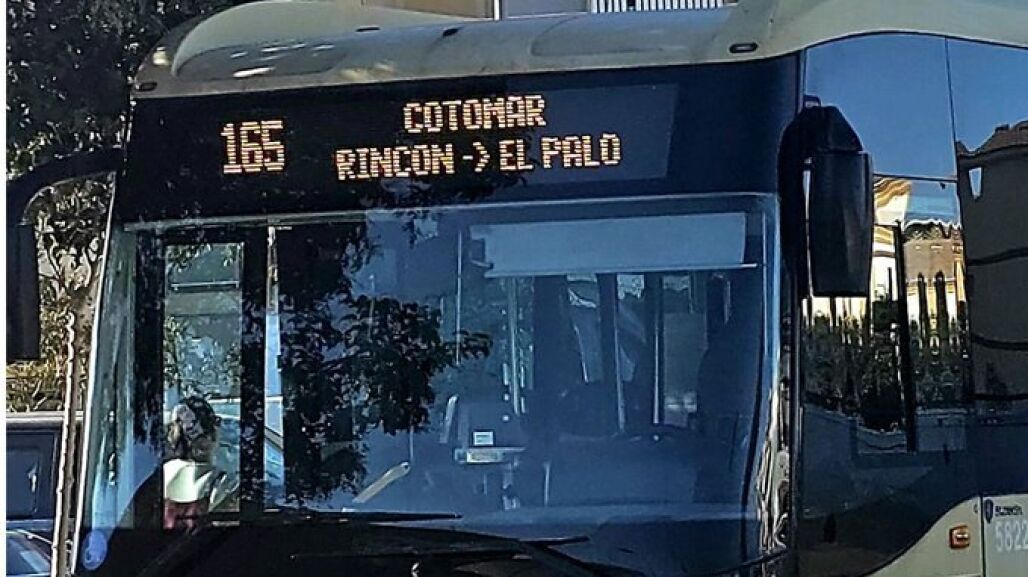 165
COTOMAR
RINCON -> EL PALO
5822